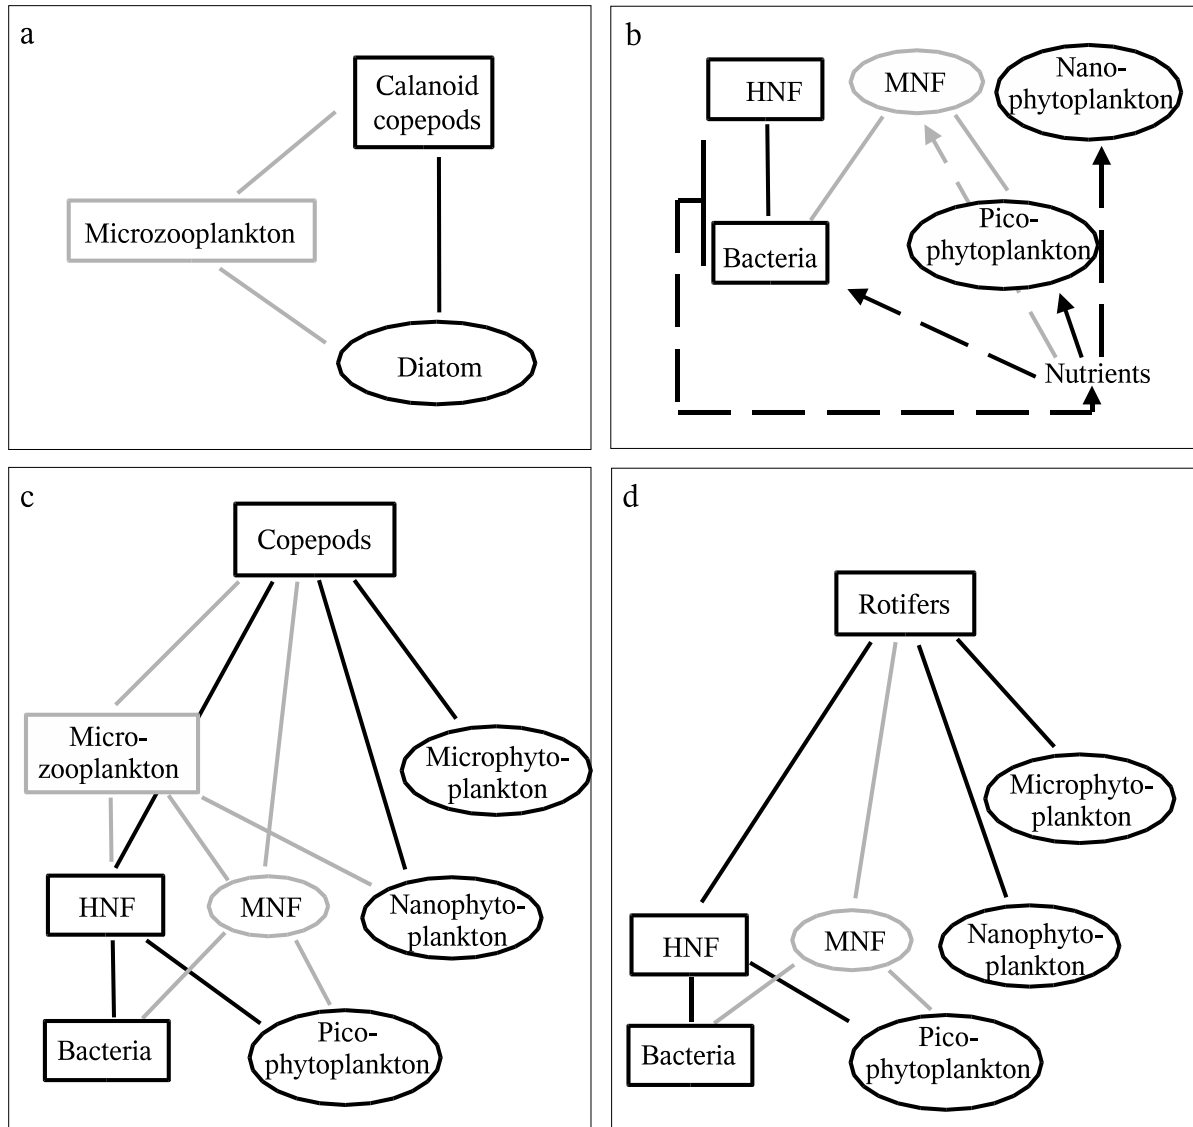 a
Calanoid
copepods
Microzooplankton
Diatom
b
HNF
MNF
Nano-
phytoplankton
Bacteria
Pico-
phytoplankton
Nutrients
c
Copepods
Micro-
zooplankton
Microphyto-
plankton
HNF
MNF
Nanophyto-
plankton
Bacteria
Pico-
phytoplankton
d
Rotifers
Microphyto-
plankton
HNF
MNF
Nanophyto-
plankton
Bacteria
Pico-
phytoplankton